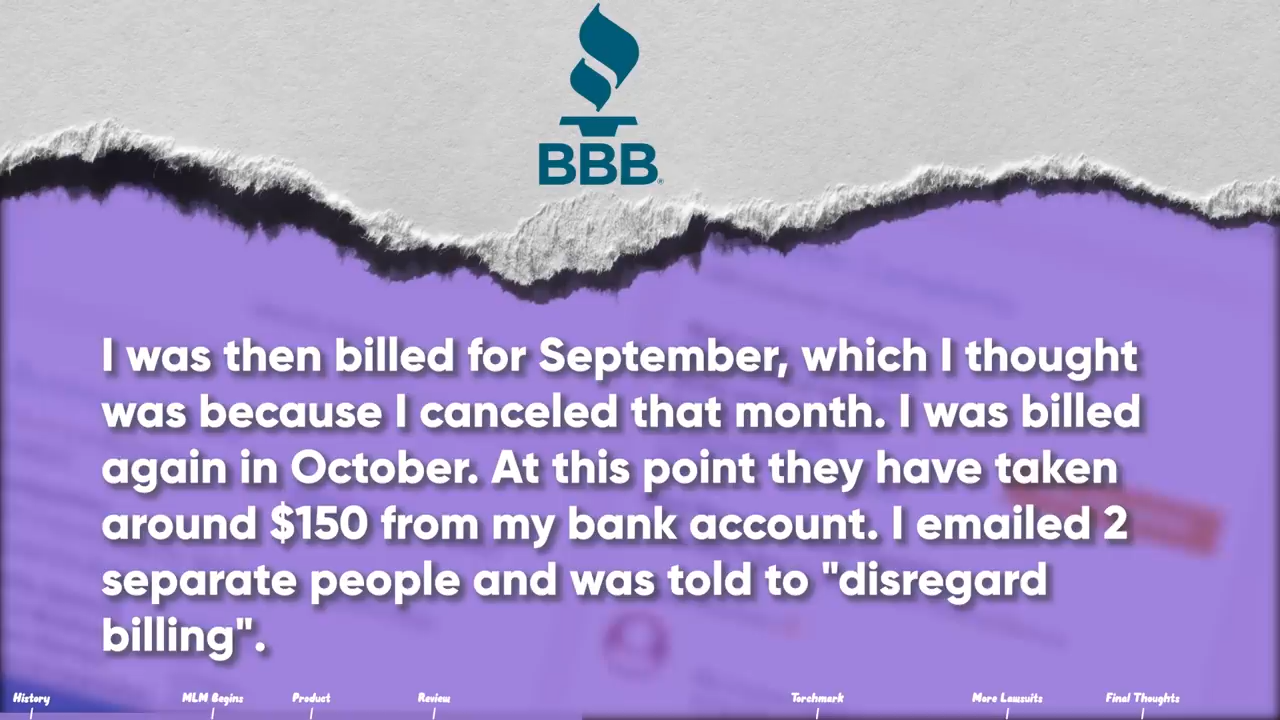 BBB
I was then billed for September, which I thought
was because I canceled that month. I was billed
again in October. At this point they have taken
around $150 from my bank account. I emailed 2
separate people and was told to "disregard
billing".
History MLM Begins Product Review Torchmark More Lawsuits Final Thoughts